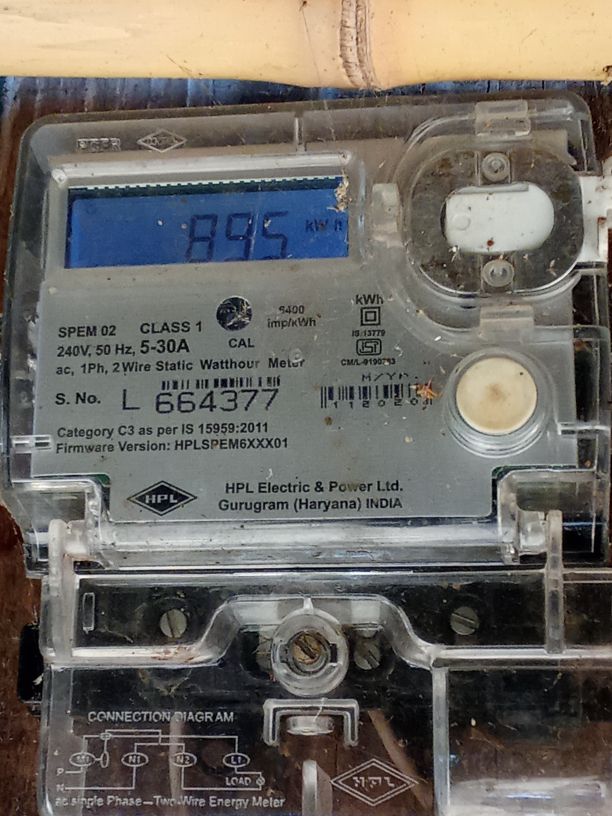 HPL
895 kWh
SPEM 02 CLASS 1
240V, 50 Hz, 5-30A
CAL
6400
imp/kWh
kWh
IS 13779
ac, 1Ph, 2 Wire Static Watthour Meter
S. No. L 664377
Category C3 as per IS 15959:2011
Firmware Version: HPLSPEM6XXX01
HPL
HPL Electric & Power Ltd.
Gurugram (Haryana) INDIA
CONNECTION DIAGRAM
M1 N1 N2 L1
P
N
LOAD
ac single Phase-Two-Wire Energy Meter
HPL